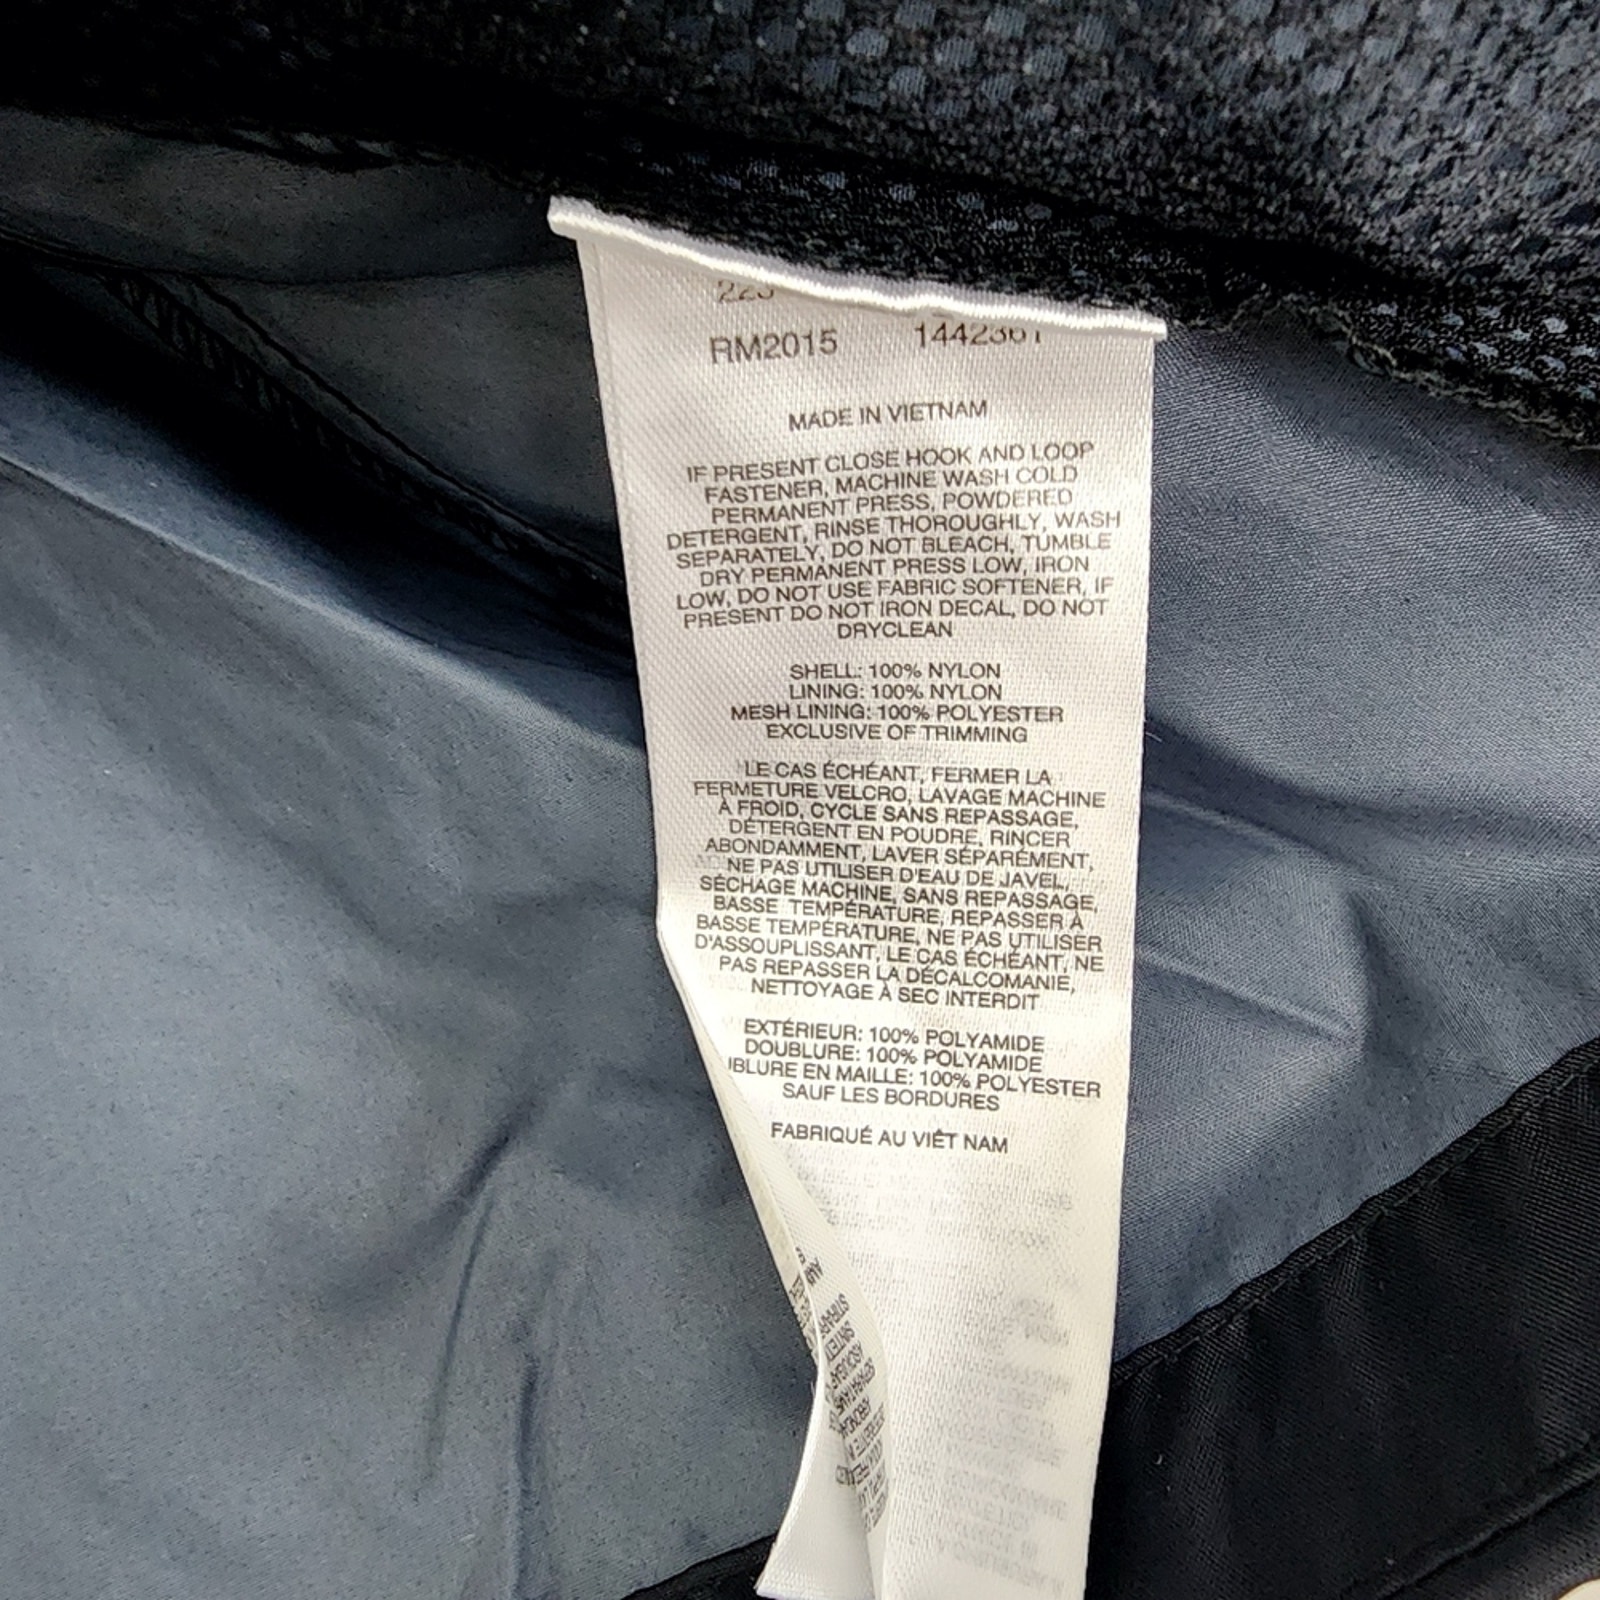 RM2015 1442361
MADE IN VIETNAM
IF PRESENT CLOSE HOOK AND LOOP
FASTENER, MACHINE WASH COLD
PERMANENT PRESS, POWDERED
DETERGENT, RINSE THOROUGHLY, WASH
SEPARATELY, DO NOT BLEACH, TUMBLE
DRY PERMANENT PRESS LOW, IRON
LOW, DO NOT USE FABRIC SOFTENER, IF
PRESENT DO NOT IRON DECAL, DO NOT
DRYCLEAN
SHELL: 100% NYLON
LINING: 100% NYLON
MESH LINING: 100% POLYESTER
EXCLUSIVE OF TRIMMING
LE CAS ÉCHÉANT, FERMER LA
FERMETURE VELCRO, LAVAGE MACHINE
À FROID, CYCLE SANS REPASSAGE,
DÉTERGENT EN POUDRE, RINCER
ABONDAMMENT, LAVER SÉPARÉMENT,
NE PAS UTILISER D'EAU DE JAVEL,
SÉCHAGE MACHINE, SANS REPASSAGE,
BASSE TEMPÉRATURE, REPASSER À
BASSE TEMPÉRATURE, NE PAS UTILISER
D'ASSOUPLISSANT, LE CAS ÉCHÉANT, NE
PAS REPASSER LA DÉCALCOMANIE,
NETTOYAGE À SEC INTERDIT
EXTÉRIEUR: 100% POLYAMIDE
DOUBLURE: 100% POLYAMIDE
UBLURE EN MAILLE: 100% POLYESTER
SAUF LES BORDURES
FABRIQUÉ AU VIÊT NAM